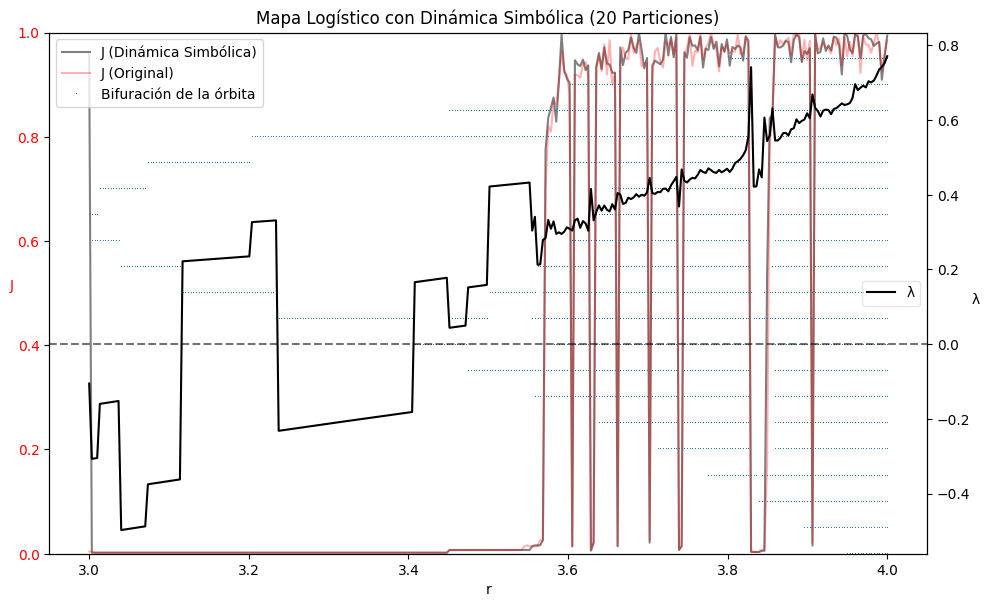 Mapa Logístico con Dinámica Simbólica (20 Particiones)
J (Dinámica Simbólica)
J (Original)
Bifuración de la órbita
1.0
0.8
0.6
0.4
0.2
0.0
J
0.8
0.6
0.4
0.2
0.0
−0.2
−0.4
λ
λ
3.0 3.2 3.4 3.6 3.8 4.0
r